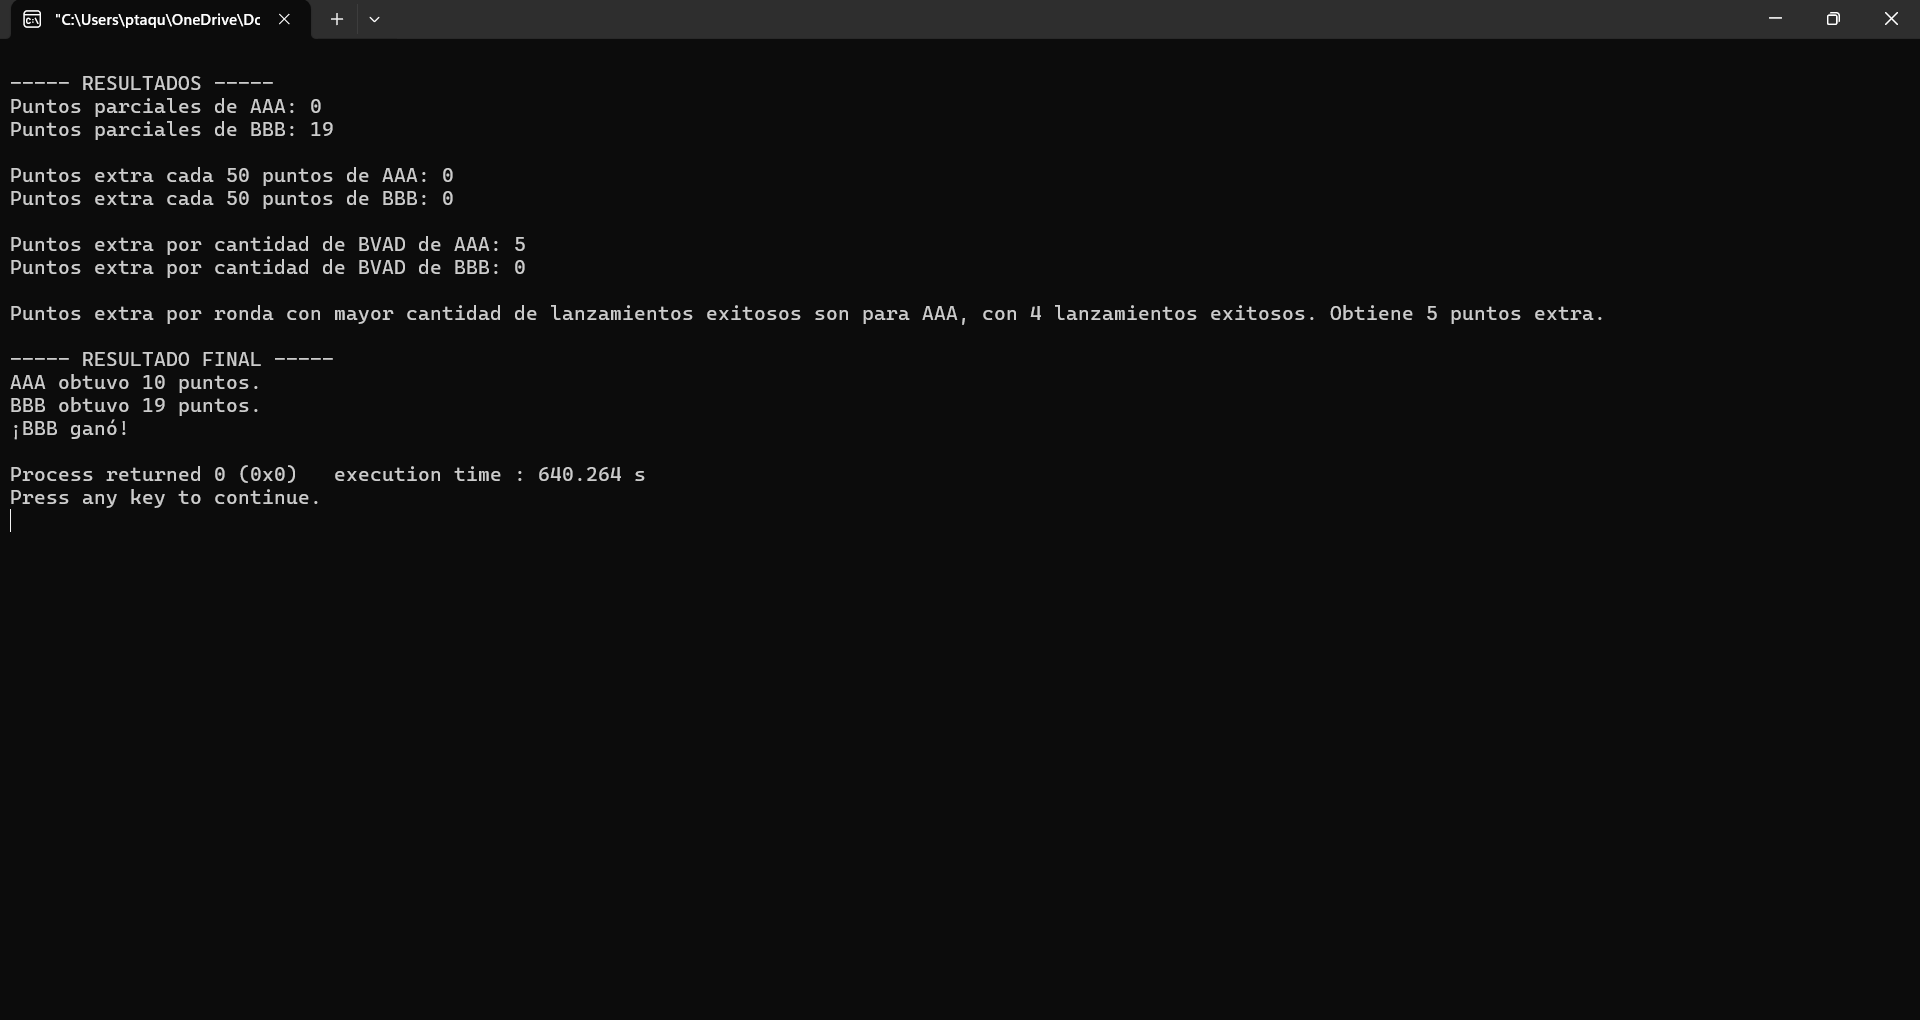 "C:\Users\ptaqu\OneDrive\Dc
----- RESULTADOS -----
Puntos parciales de AAA: 0
Puntos parciales de BBB: 19
Puntos extra cada 50 puntos de AAA: 0
Puntos extra cada 50 puntos de BBB: 0
Puntos extra por cantidad de BVAD de AAA: 5
Puntos extra por cantidad de BVAD de BBB: 0
Puntos extra por ronda con mayor cantidad de lanzamientos exitosos son para AAA, con 4 lanzamientos exitosos. Obtiene 5 puntos extra.
----- RESULTADO FINAL -----
AAA obtuvo 10 puntos.
BBB obtuvo 19 puntos.
¡BBB ganó!
Process returned 0 (0x0)   execution time : 640.264 s
Press any key to continue.